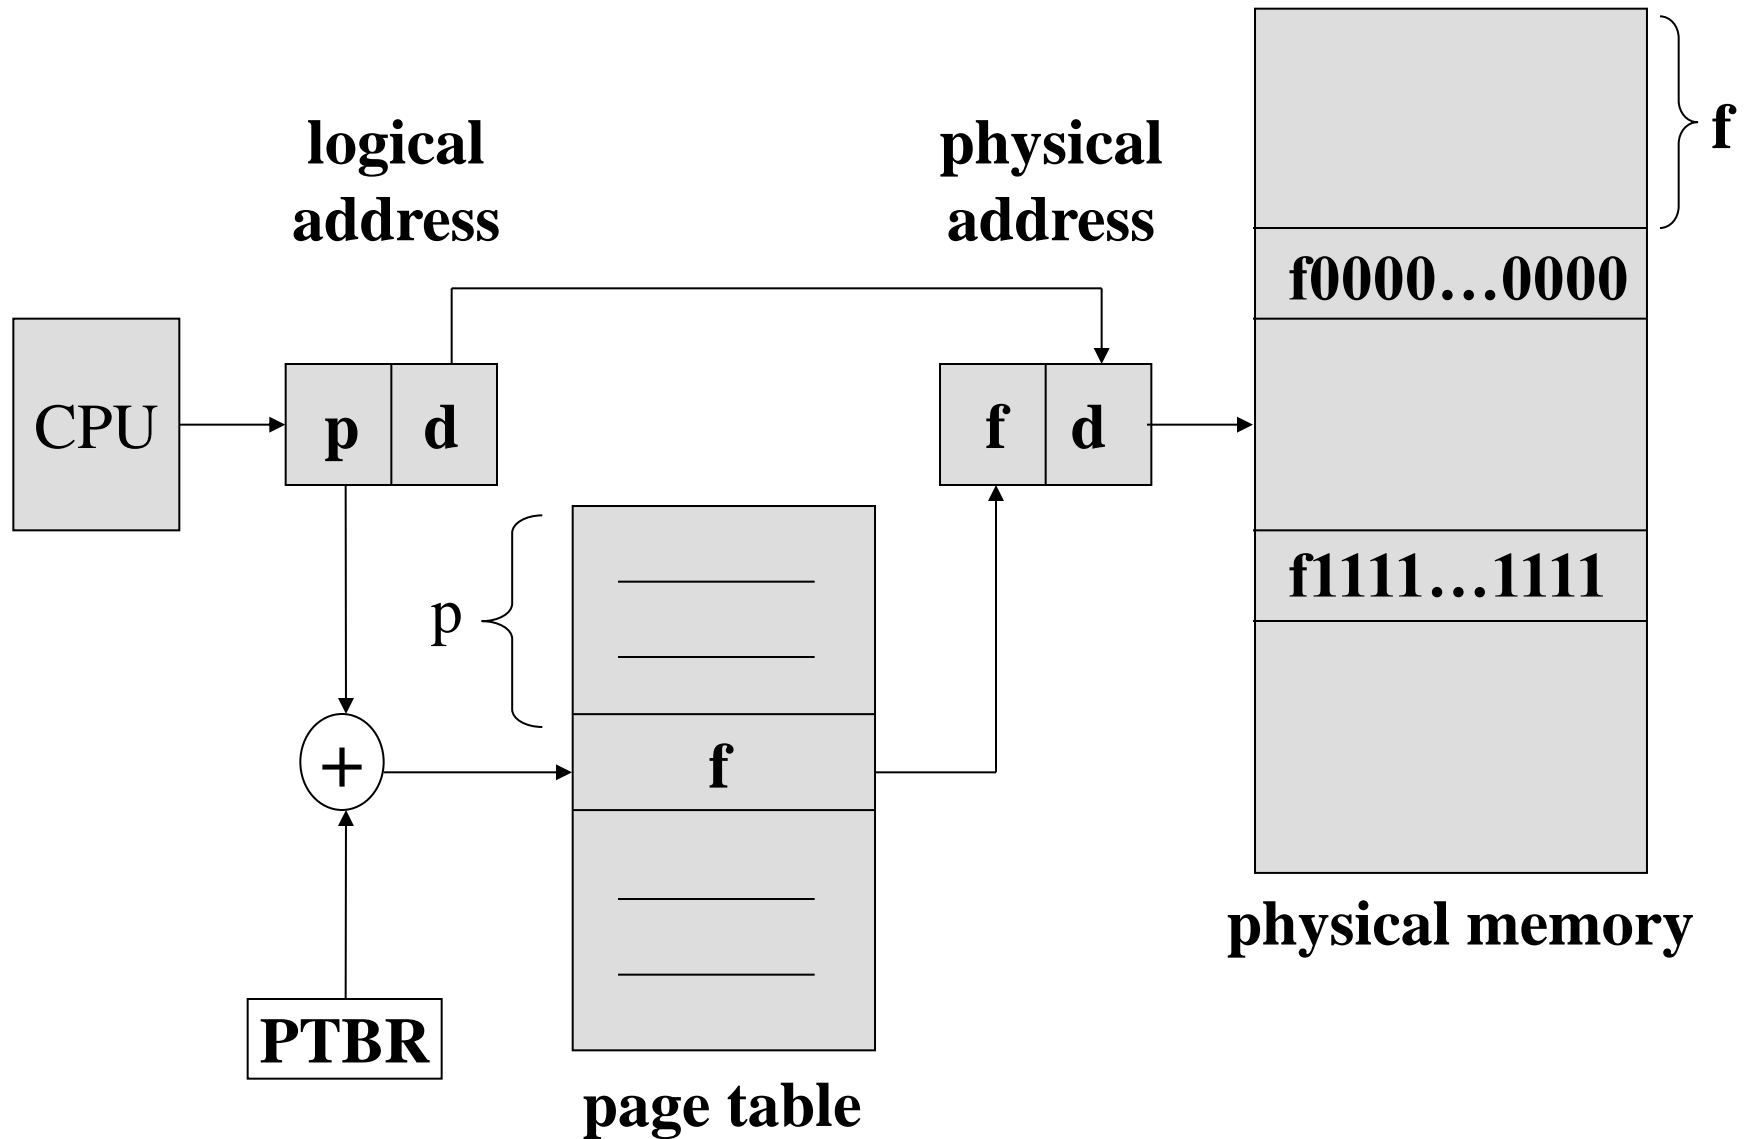 logical
address
physical
address
f
f0000…0000
CPU
p d
f d
p
f1111…1111
+
f
physical memory
PTBR
page table